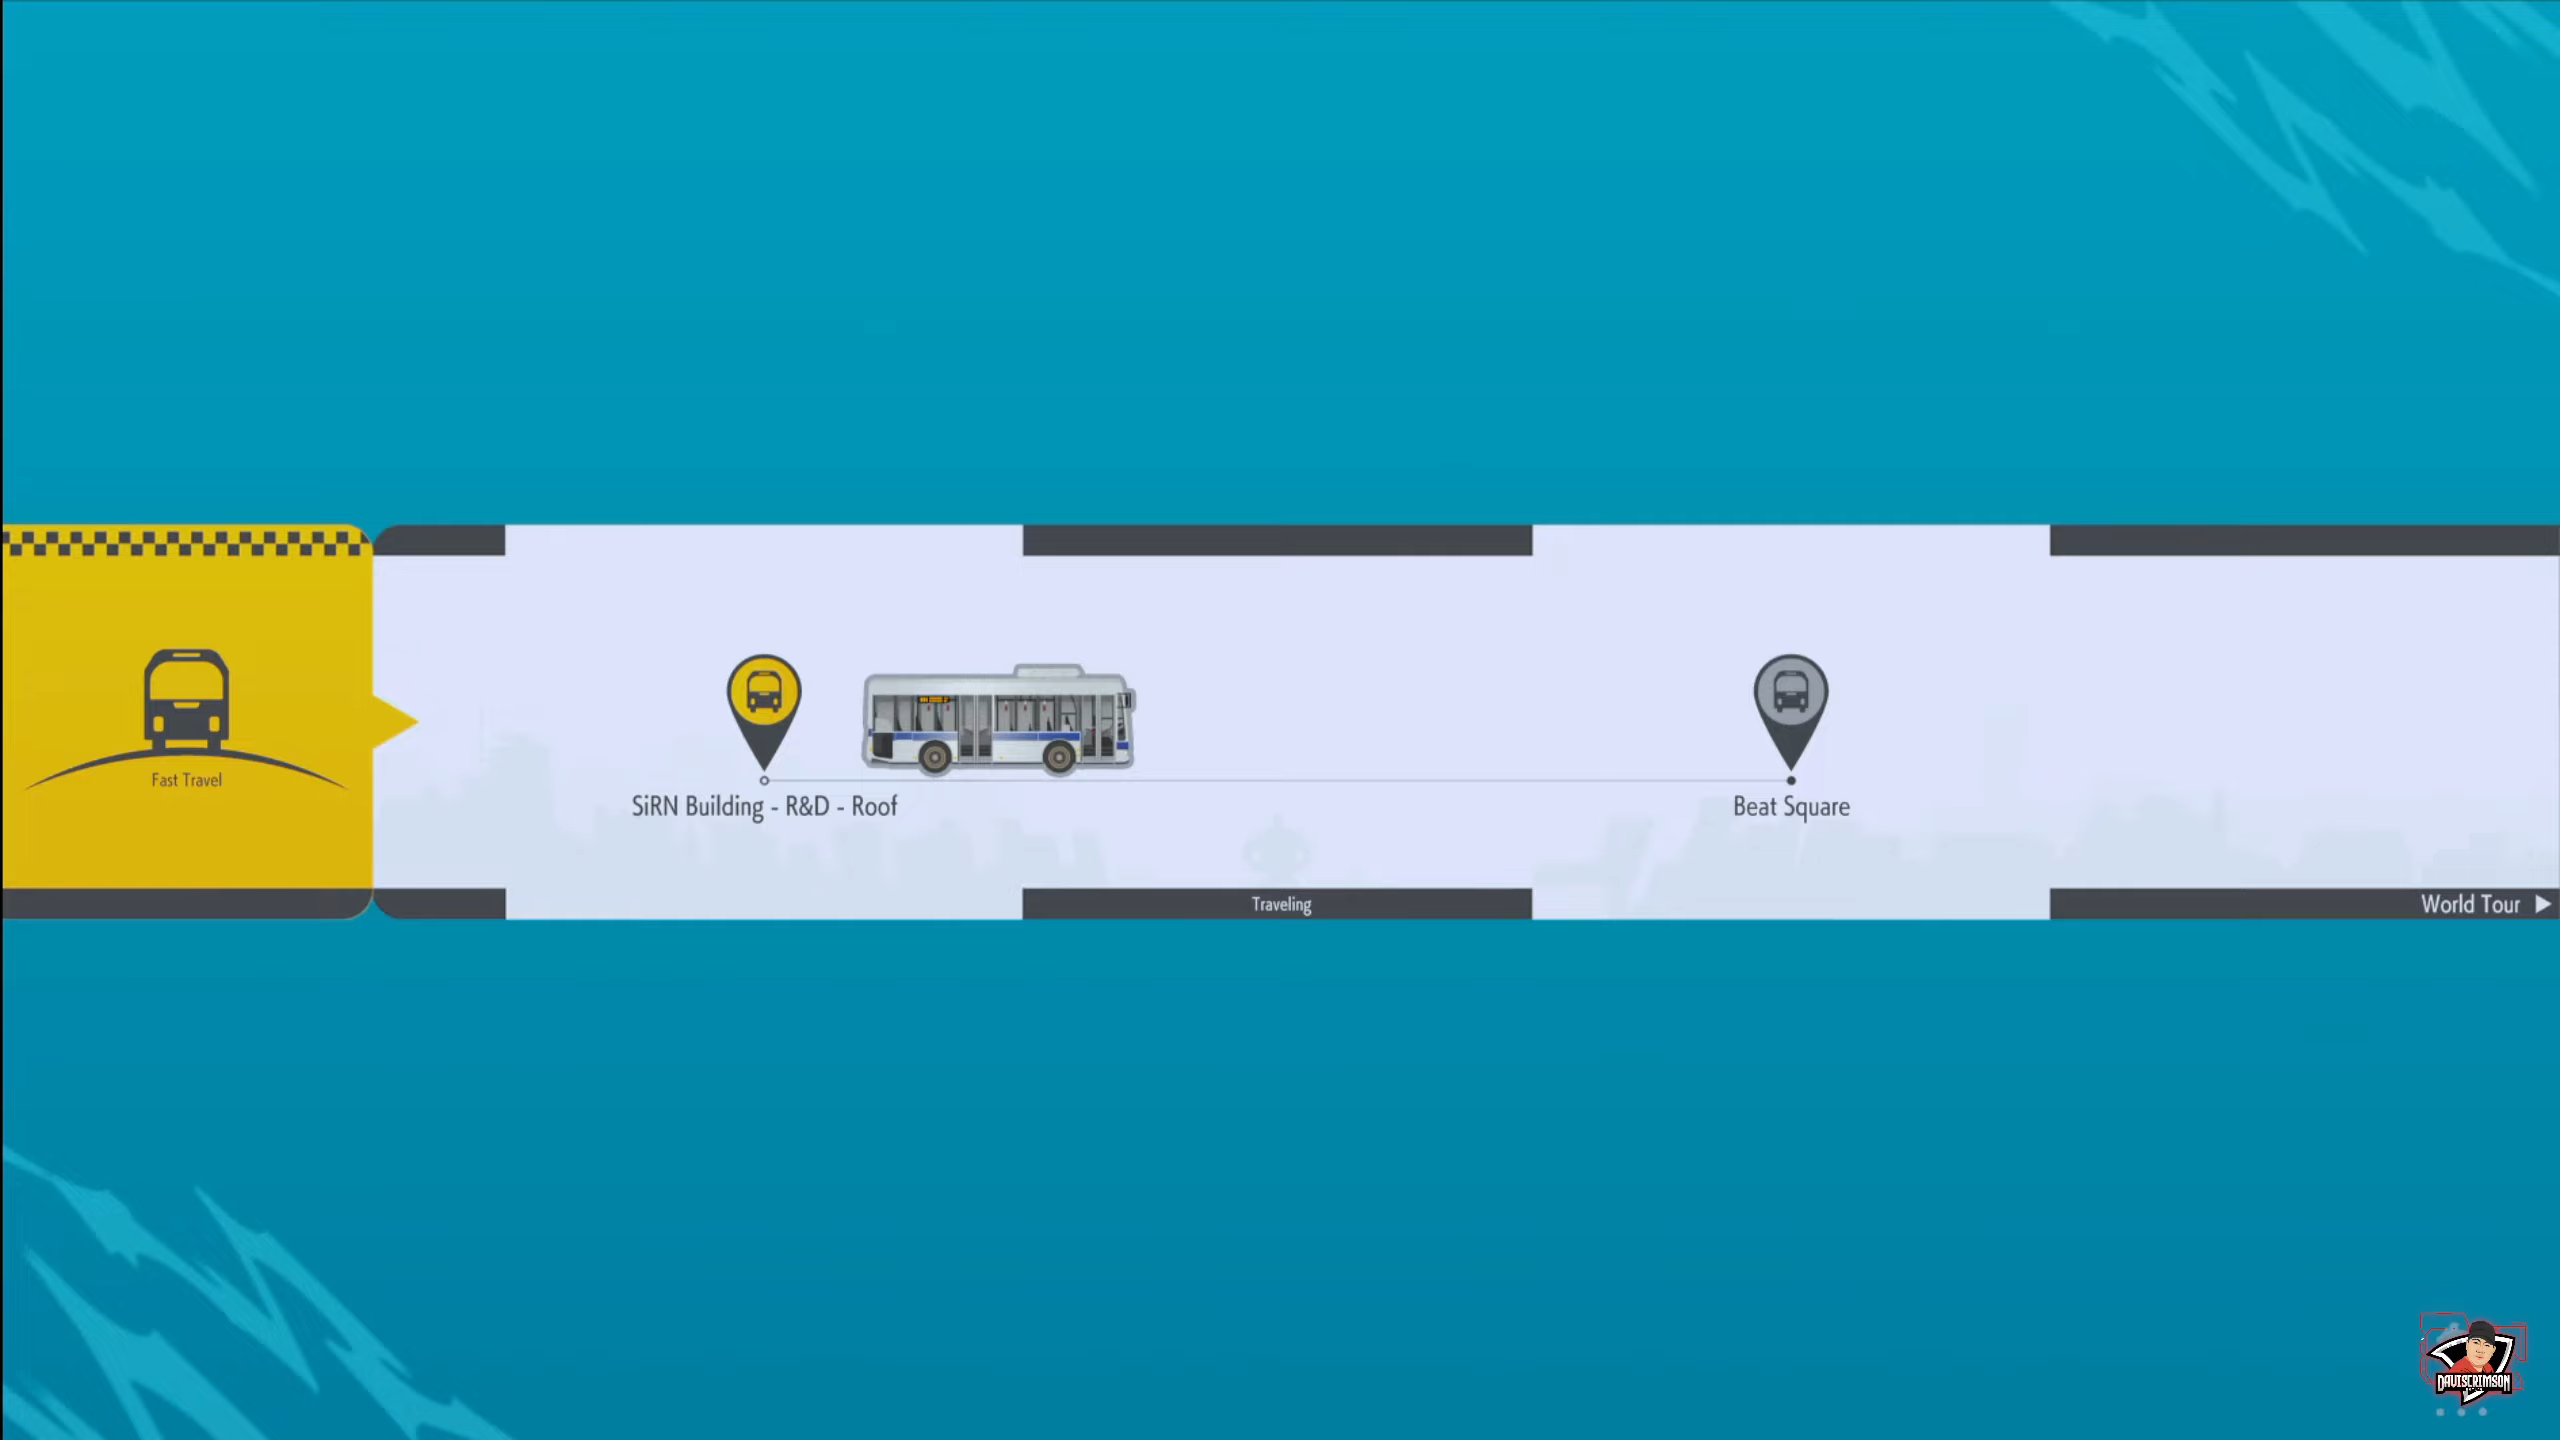 Fast Travel
SiRN Building - R&D - Roof
Beat Square
Traveling
World Tour
DAVISCRIMSON